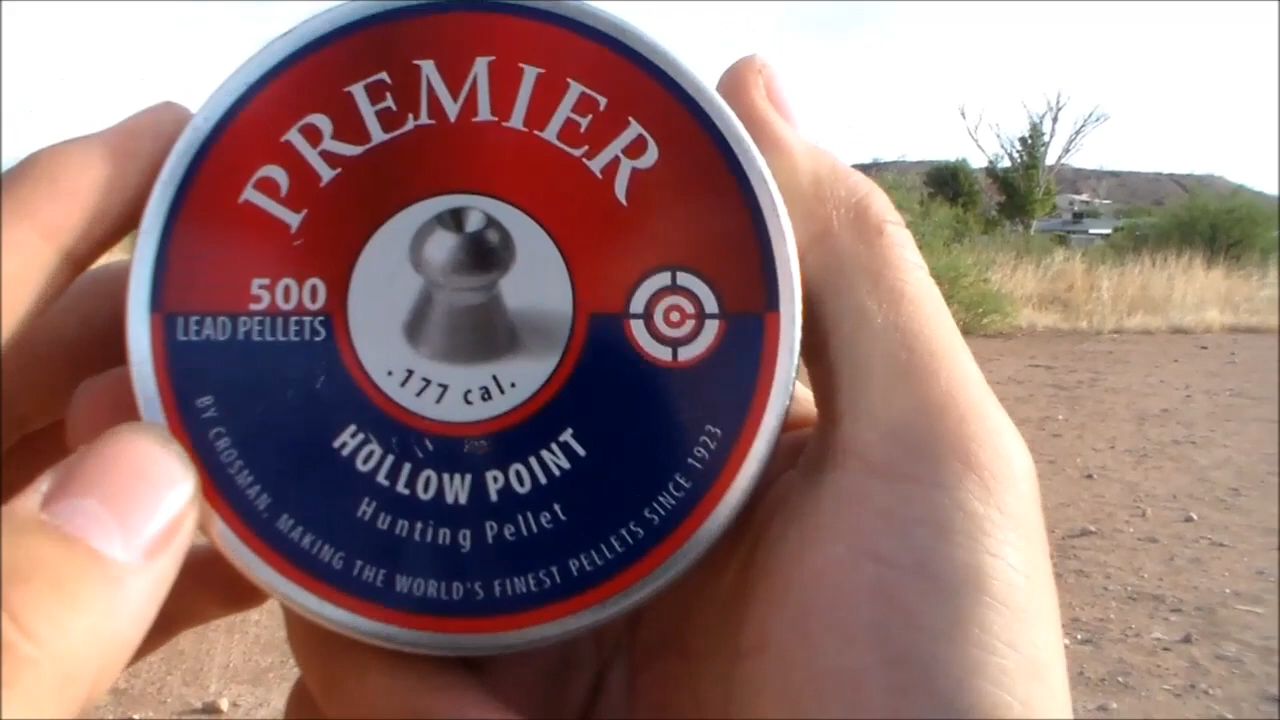 PREMIER
500
LEAD PELLETS
.177 cal.
HOLLOW POINT
Hunting Pellet
BY CROSMAN, MAKING THE WORLD'S FINEST PELLETS SINCE 1923